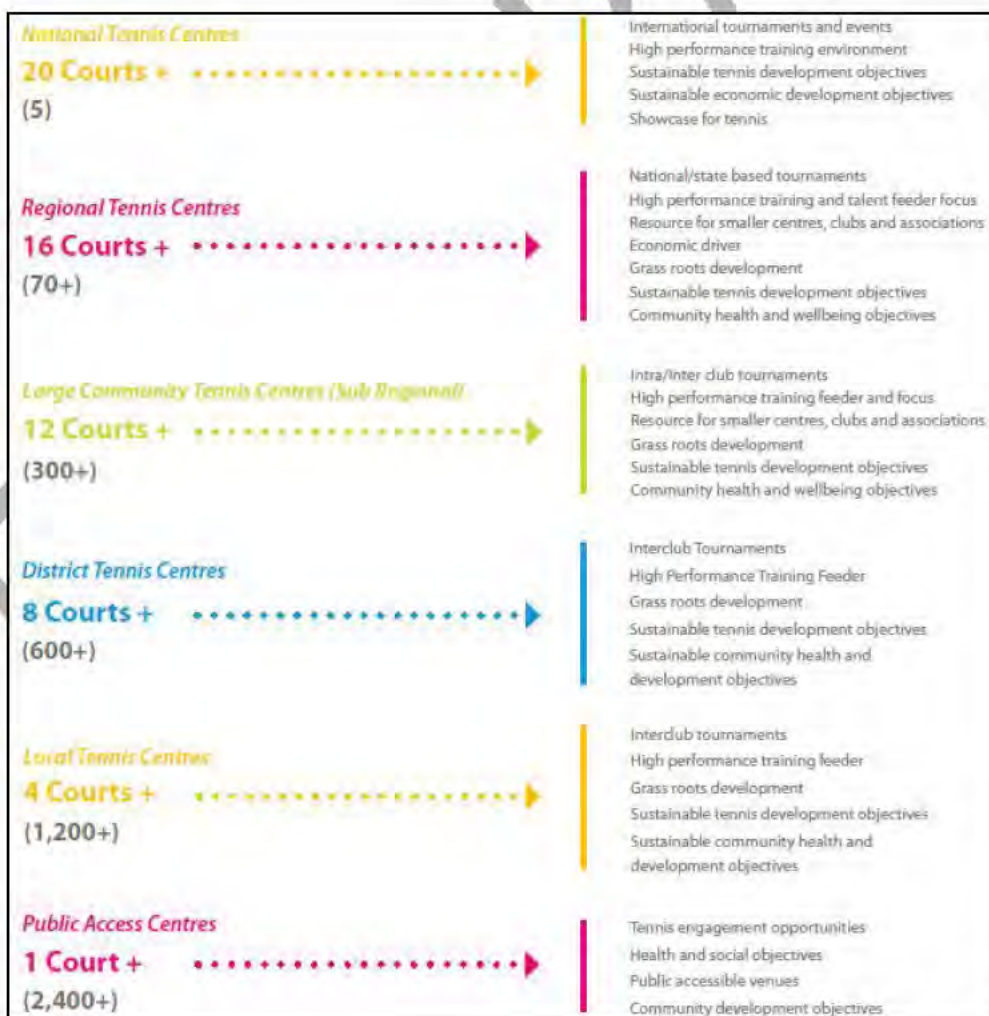 National Tennis Centres
20 Courts +
(5)
International tournaments and events
High performance training environment
Sustainable tennis development objectives
Sustainable economic development objectives
Showcase for tennis
Regional Tennis Centres
16 Courts +
(70+)
National/state based tournaments
High performance training and talent feeder focus
Resource for smaller centres, clubs and associations
Economic driver
Grass roots development
Sustainable tennis development objectives
Community health and wellbeing objectives
Large Community Tennis Centres (Sub Regional)
12 Courts +
(300+)
Intra/Inter club tournaments
High performance training feeder and focus
Resource for smaller centres, clubs and associations
Grass roots development
Sustainable tennis development objectives
Community health and wellbeing objectives
District Tennis Centres
8 Courts +
(600+)
Interclub Tournaments
High Performance Training Feeder
Grass roots development
Sustainable tennis development objectives
Sustainable community health and
development objectives
Local Tennis Centres
4 Courts +
(1,200+)
Interclub tournaments
High performance training feeder
Grass roots development
Sustainable tennis development objectives
Sustainable community health and
development objectives
Public Access Centres
1 Court +
(2,400+)
Tennis engagement opportunities
Health and social objectives
Public accessible venues
Community development objectives